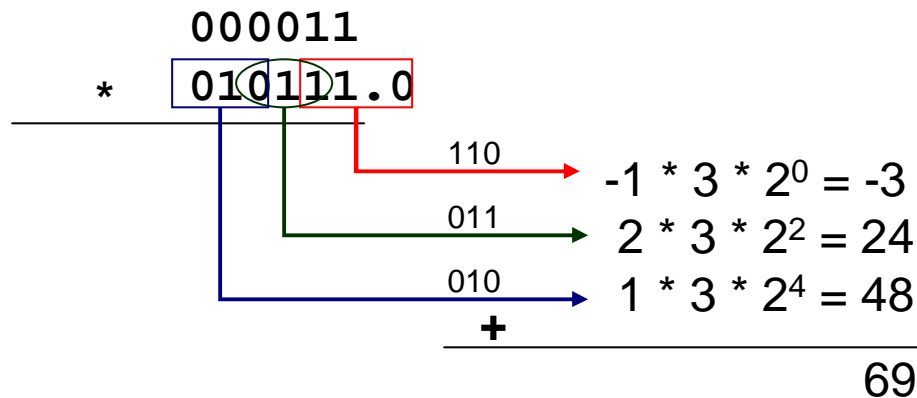 000011
* 010111.0
110 -1 * 3 * 2⁰ = -3
011 2 * 3 * 2² = 24
010 1 * 3 * 2⁴ = 48
+
69